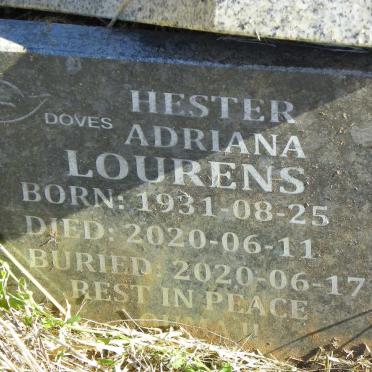 DOVES
HESTER
ADRIANA
LOURENS
BORN: 1931-08-25
DIED: 2020-06-11
BURIED: 2020-06-17
REST IN PEACE